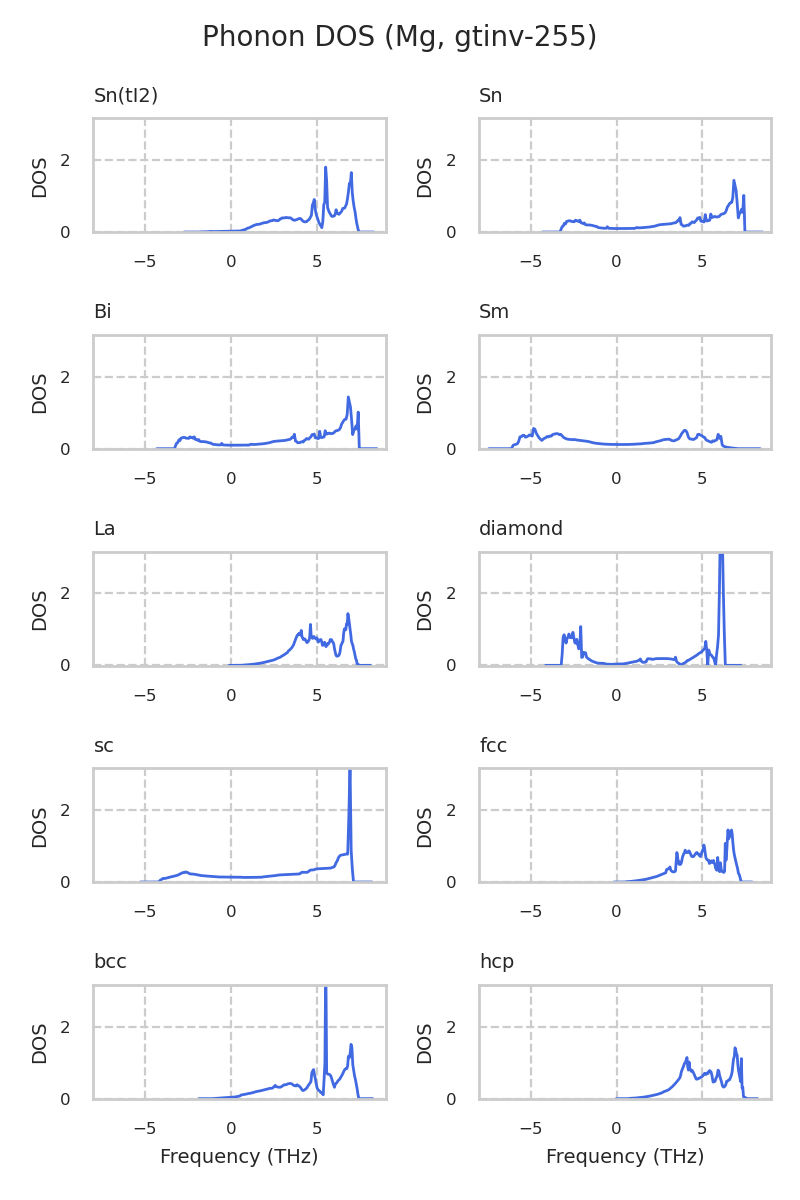 Phonon DOS (Mg, gtinv-255)
Sn(tI2)
DOS
2
0
−5 0 5
Sn
DOS
2
0
−5 0 5
Bi
DOS
2
0
−5 0 5
Sm
DOS
2
0
−5 0 5
La
DOS
2
0
−5 0 5
diamond
DOS
2
0
−5 0 5
sc
DOS
2
0
−5 0 5
fcc
DOS
2
0
−5 0 5
bcc
DOS
2
0
−5 0 5
Frequency (THz)
hcp
DOS
2
0
−5 0 5
Frequency (THz)